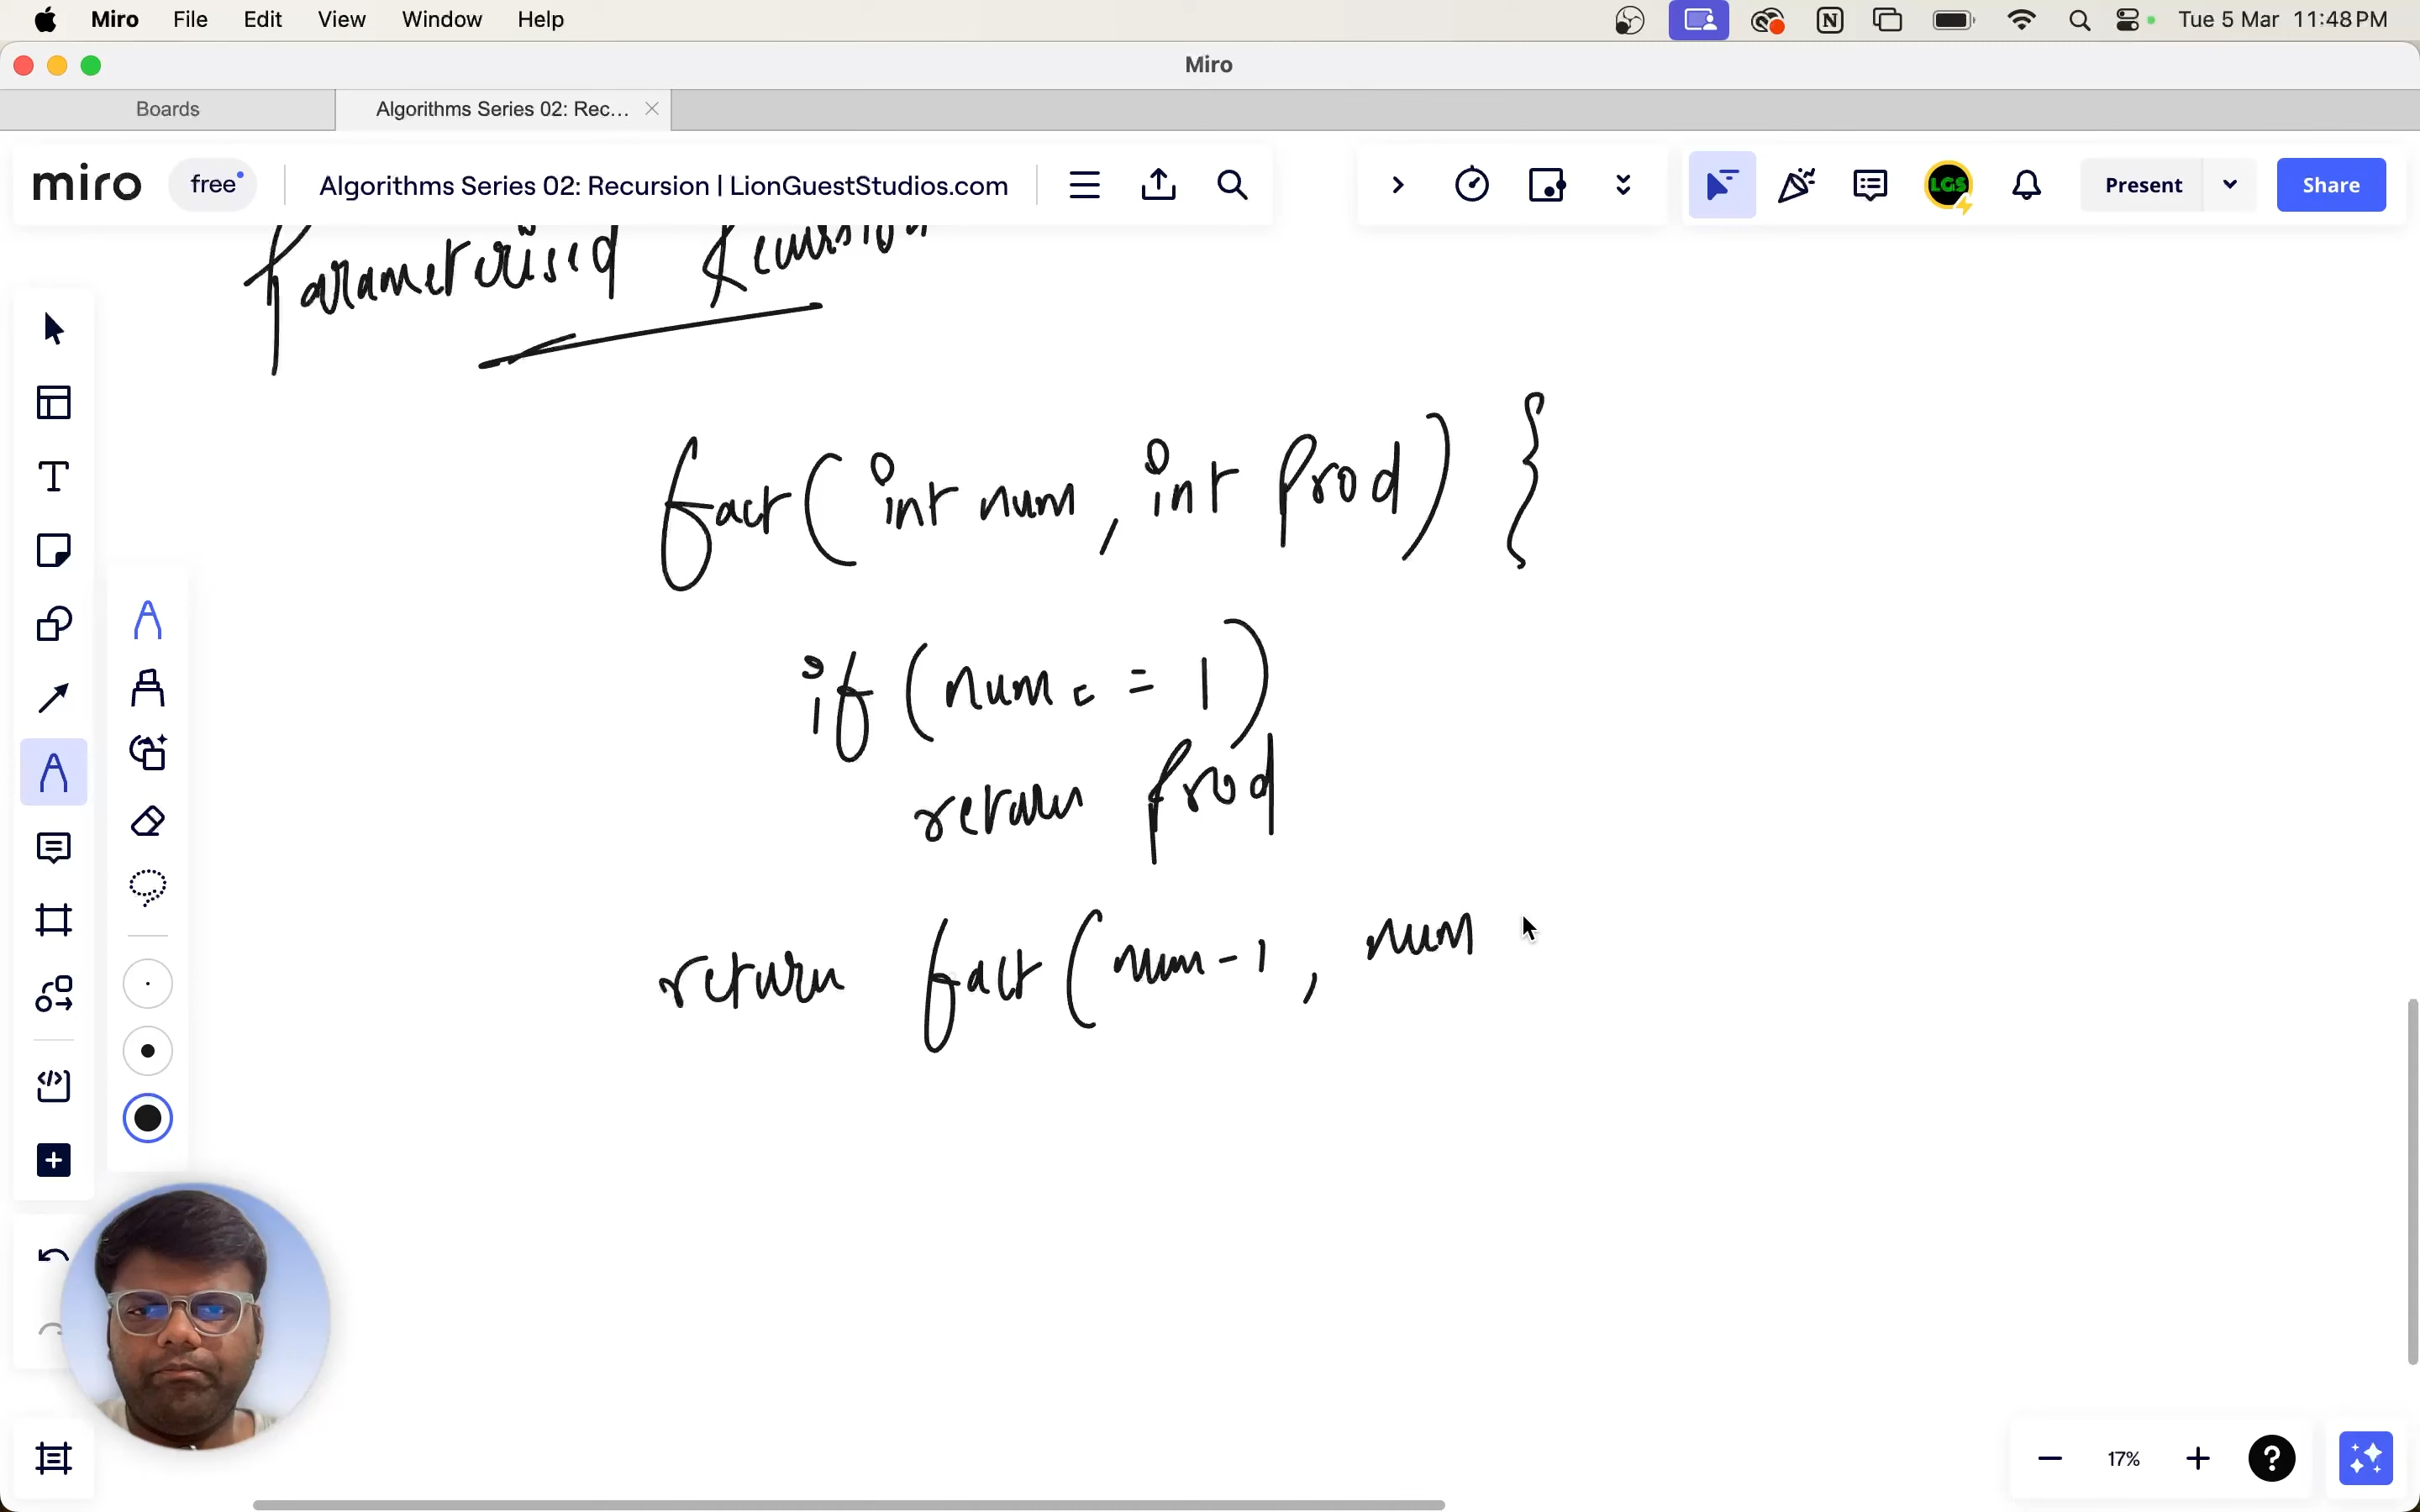 Miro File Edit View Window Help Tue 5 Mar 11:48 PM
Miro
Boards Algorithms Series 02: Rec...
miro free Algorithms Series 02: Recursion | LionGuestStudios.com LGS Present Share
Parameterised Recursion
fact(int num, int prod) {
if (num == 1)
return prod
return fact(num-1, num
17%